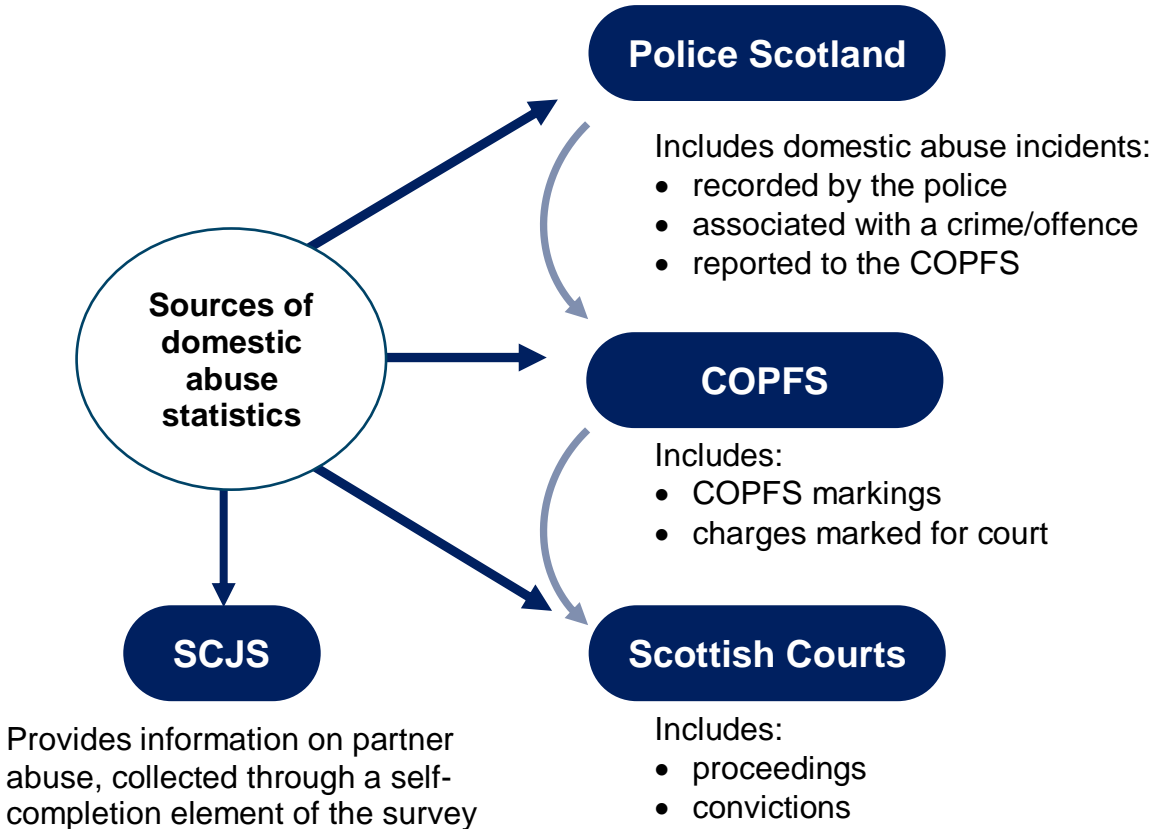 Police Scotland
Includes domestic abuse incidents:
• recorded by the police
• associated with a crime/offence
• reported to the COPFS
Sources of
domestic
abuse
statistics
COPFS
Includes:
• COPFS markings
• charges marked for court
SCJS
Provides information on partner
abuse, collected through a self-
completion element of the survey
Scottish Courts
Includes:
• proceedings
• convictions